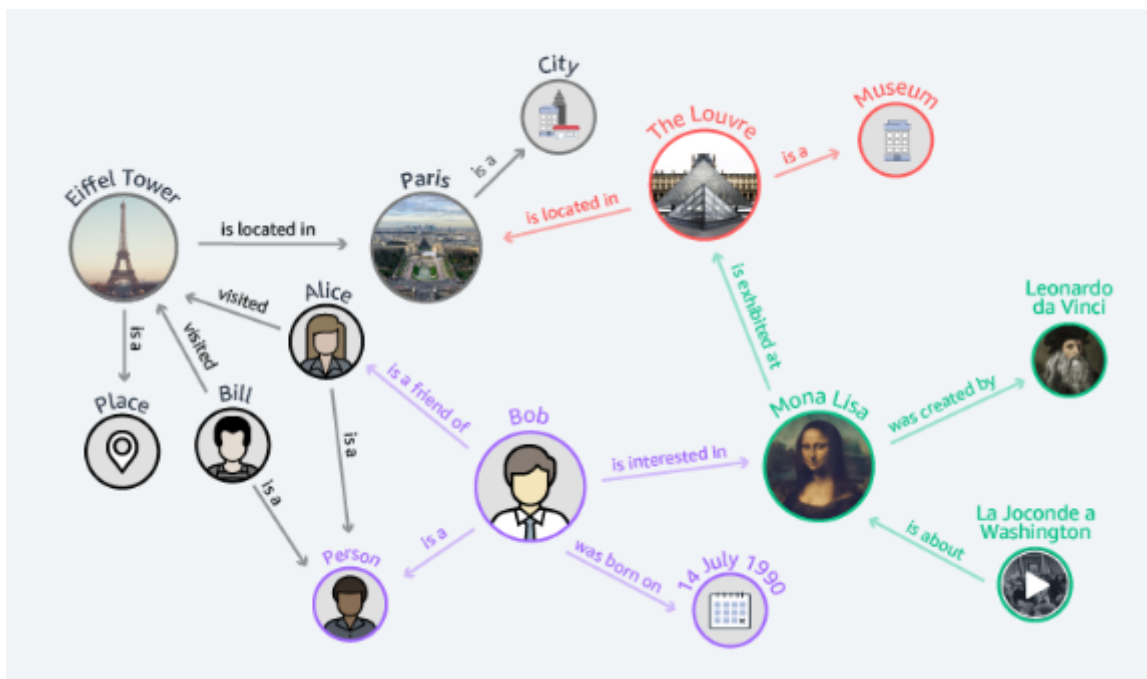 City
Museum
The Louvre
is a
is a
Eiffel Tower
Paris
is located in
is located in
Alice
visited
is exhibited at
Leonardo
da Vinci
is a
visited
Place
Bill
is a friend of
Bob
Mona Lisa
was created by
is a
is interested in
is a
La Joconde a
Washington
is about
Person
is a
was born on
14 July 1990